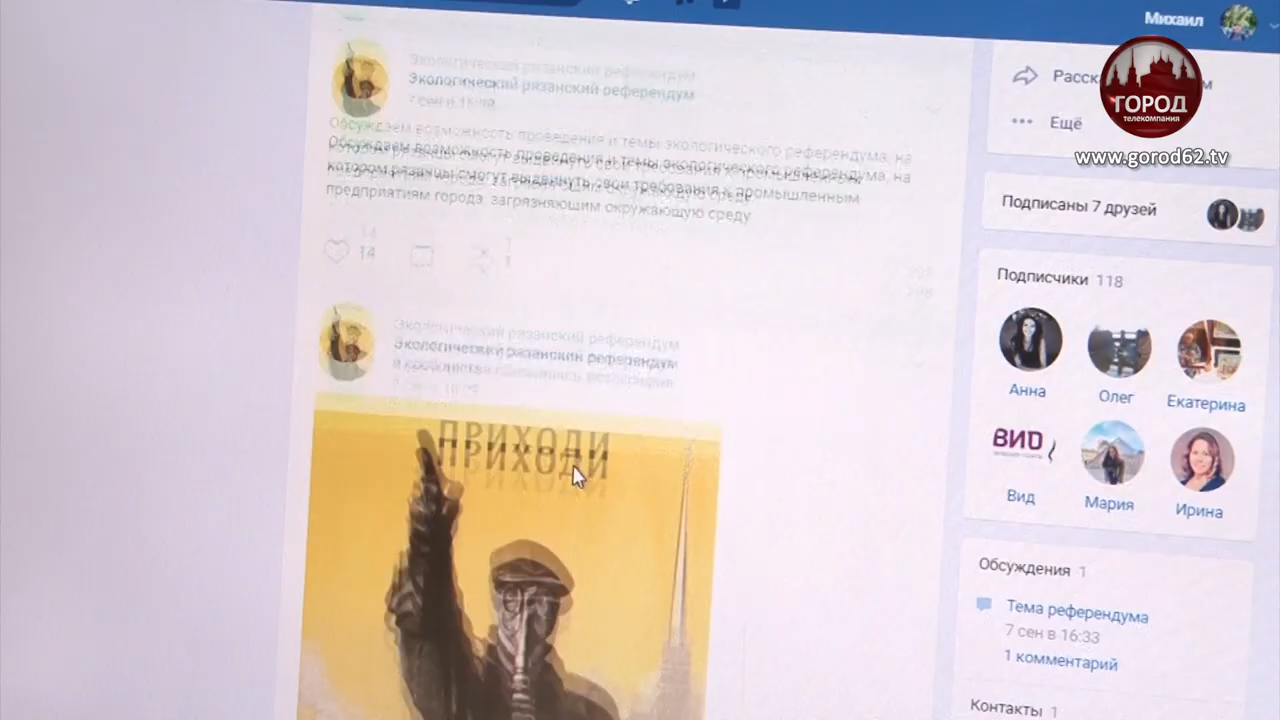 Михаил
ГОРОД
телекомпания
www.gorod62.tv
Ещё
Экологический рязанский референдум
7 сен в
Обсуждаем возможность проведения и темы экологического референдума, на
котором рязанцы смогут выдвинуть свои требования к промышленным
предприятиям города, загрязняющим окружающую среду
14
Экологический рязанский референдум
ПРИХОДИ
Подписаны 7 друзей
Подписчики 118
Анна
Олег
Екатерина
ВИD
Вид
Мария
Ирина
Обсуждения 1
Тема референдума
7 сен в 16:33
1 комментарий
Контакты 1